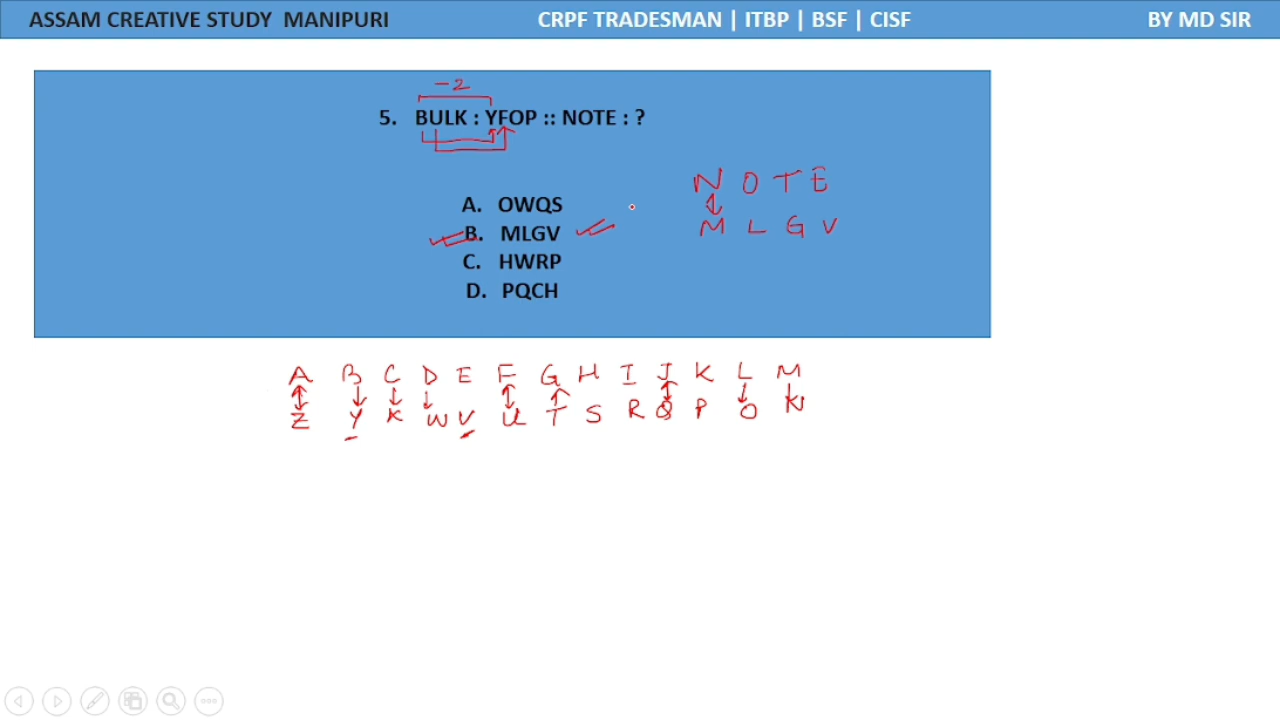 ASSAM CREATIVE STUDY MANIPURI CRPF TRADESMAN | ITBP | BSF | CISF BY MD SIR
-2
5. BULK : YFOP :: NOTE : ?
N O T E
A. OWQS
B. MLGV
M L G V
C. HWRP
D. PQCH
A B C D E F G H I J K L M
Z Y X W V U T S R Q P O N